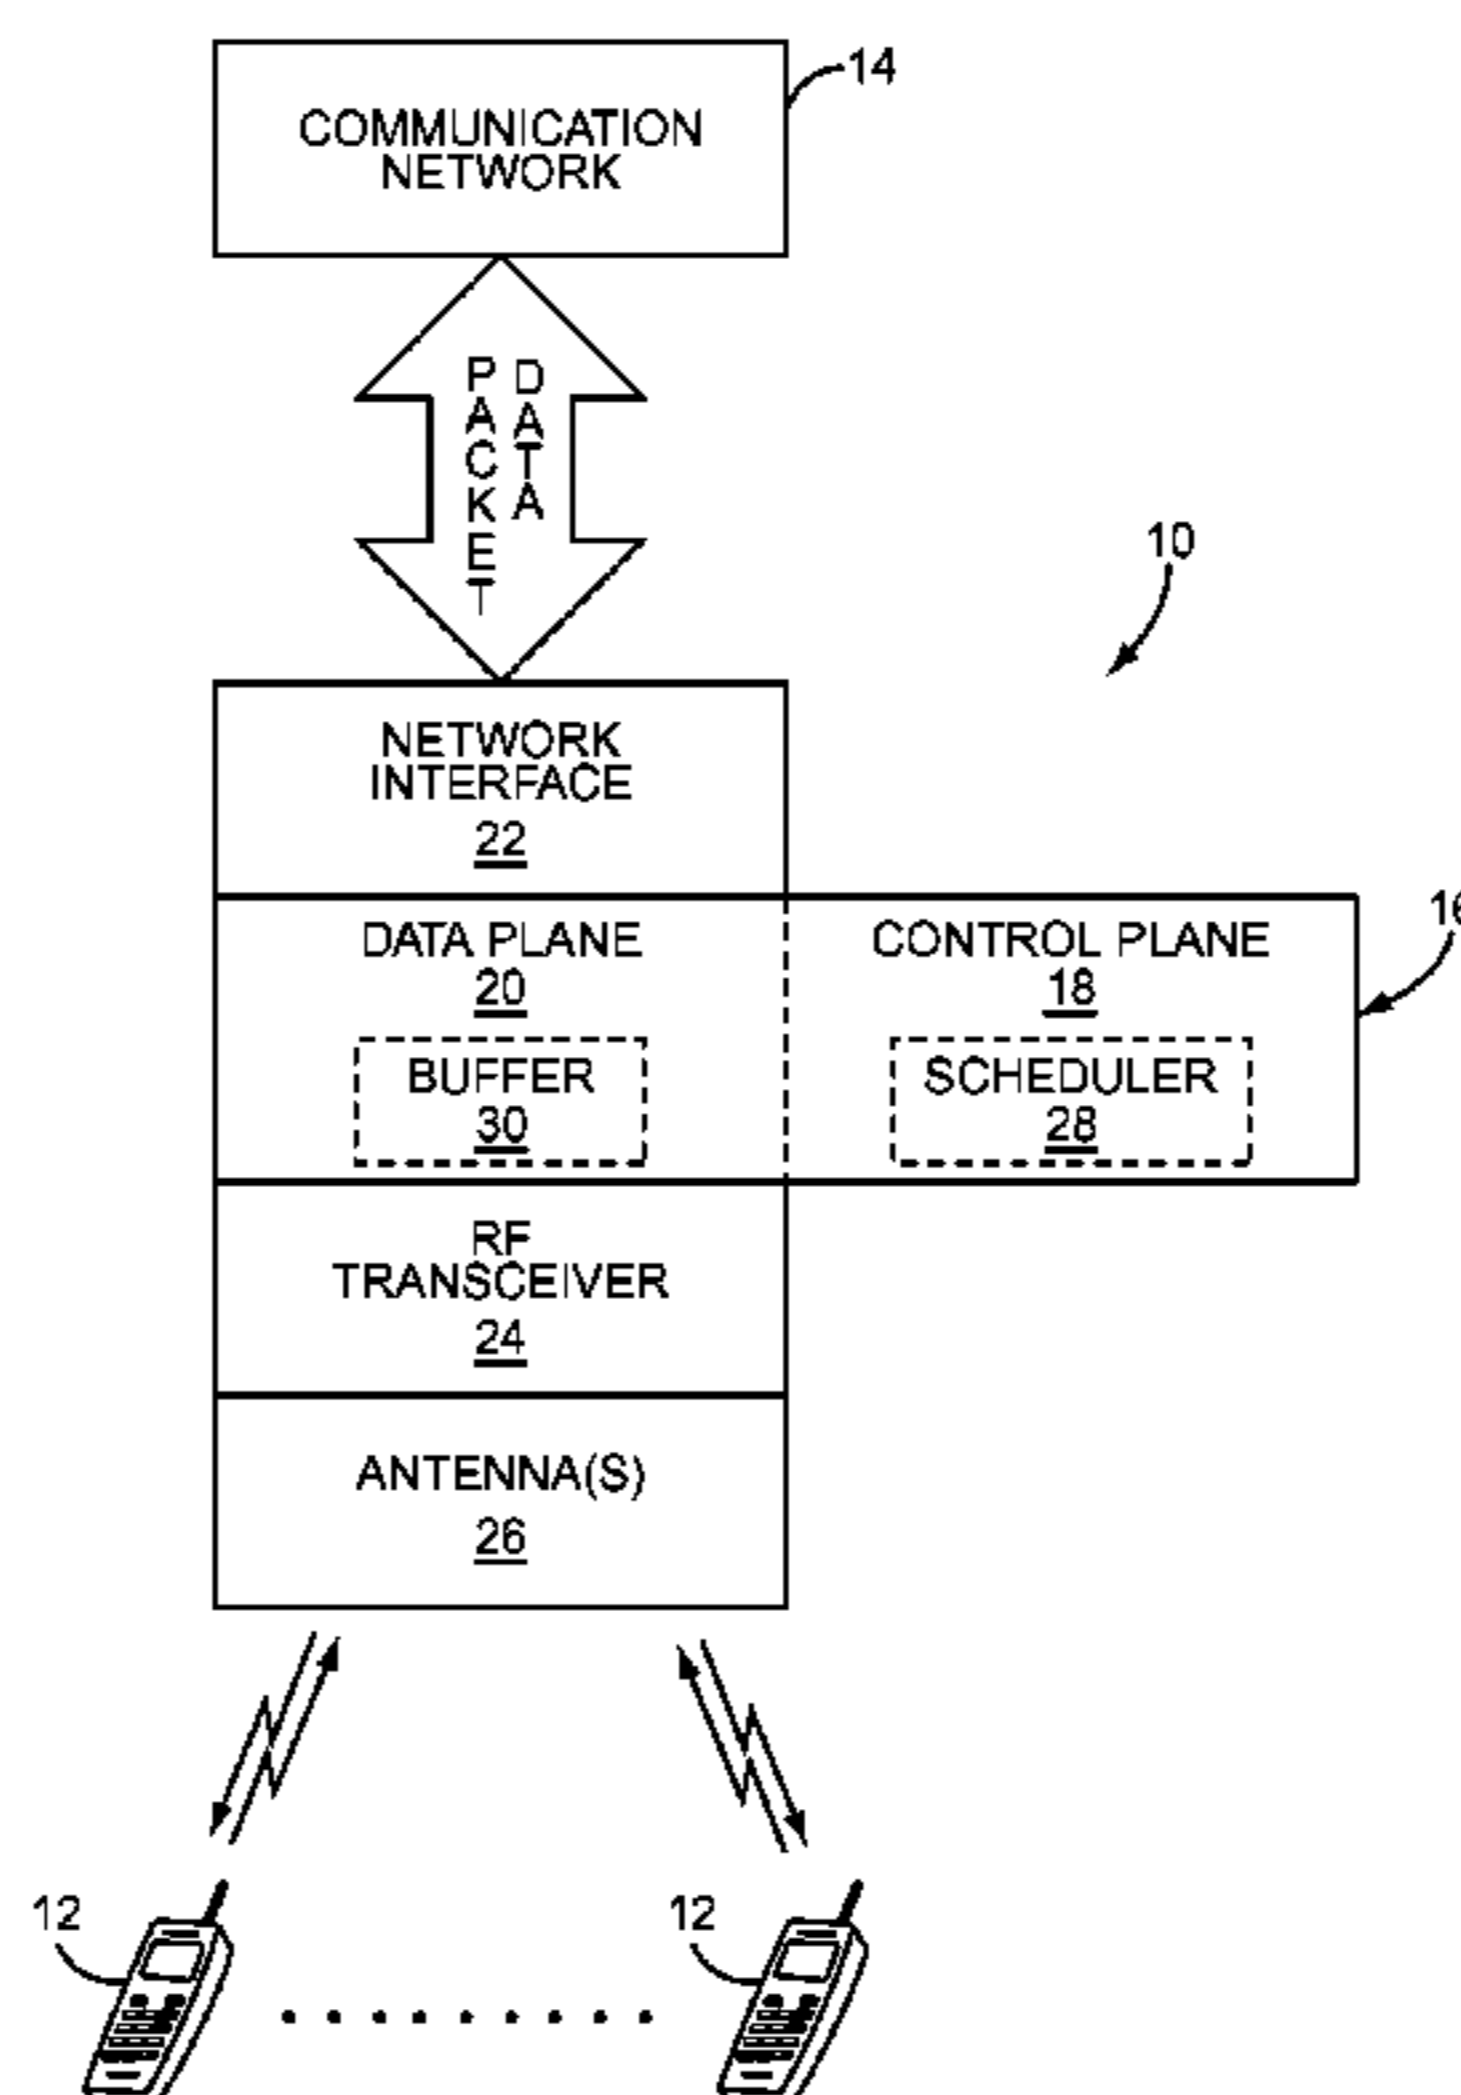 14
COMMUNICATION
NETWORK
PACKET
DATA
10
NETWORK
INTERFACE
22
16
DATA PLANE
20
CONTROL PLANE
18
BUFFER
30
SCHEDULER
28
RF
TRANSCEIVER
24
ANTENNA(S)
26
12
12